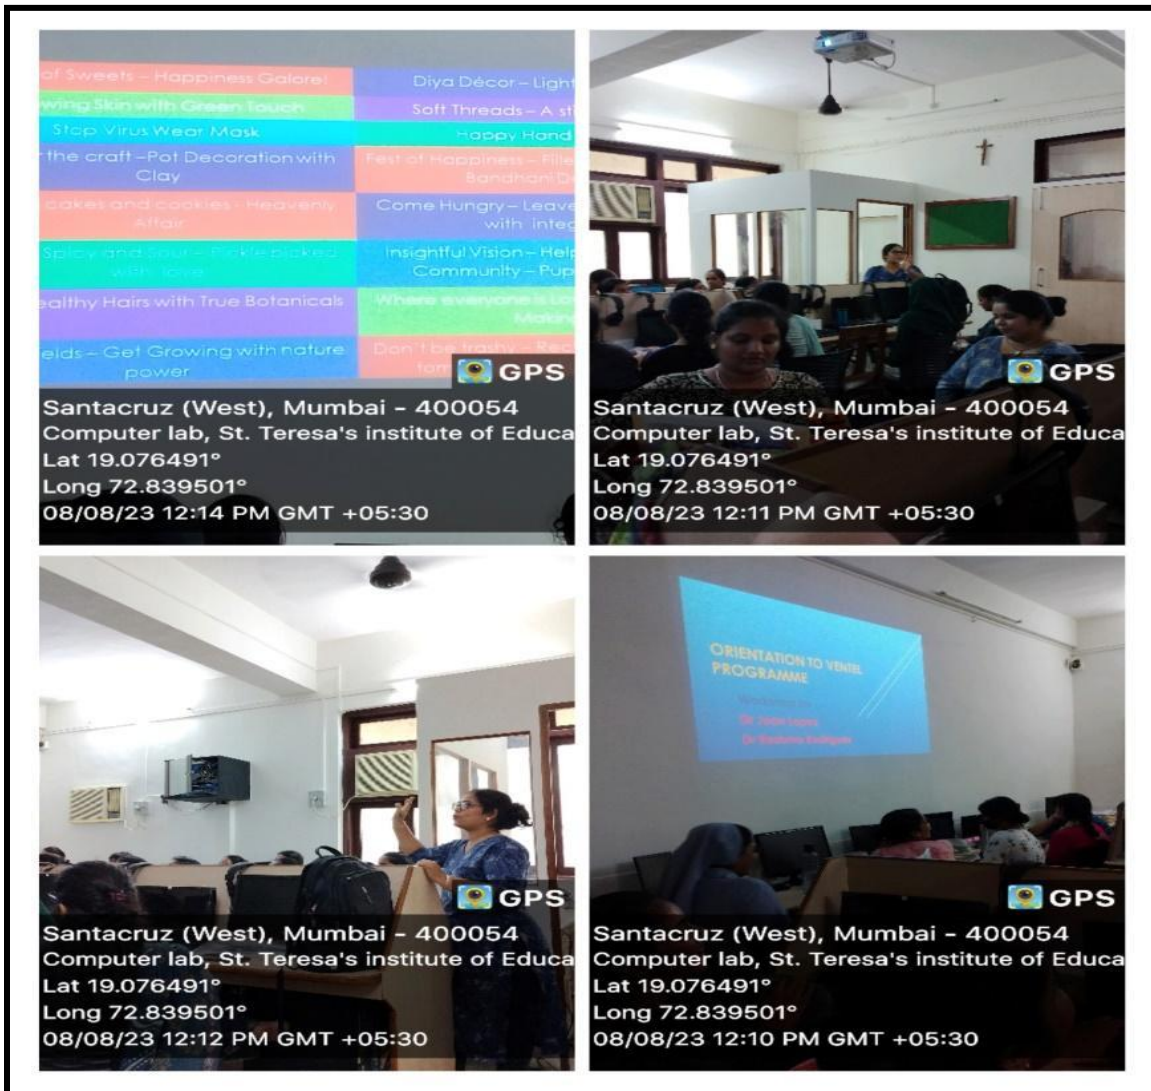 of Sweets – Happiness Galore!
Diya Décor – Light
wing Skin with Green Touch
Soft Threads – A sti
Stop Virus Wear Mask
Happy Hand
the craft –Pot Decoration with
Clay
Fest of Happiness – Fille
Bandhani D
cakes and cookies - Heavenly
Affair
Come Hungry – Leave
with integ
Spicy and Sour – Pickle picked
with love
Insightful Vision – Help
Community – Pup
ealthy Hairs with True Botanicals
Where everyone is
Making
elds – Get Growing with nature
power
Don't be trashy – Rec
GPS
Santacruz (West), Mumbai - 400054
Computer lab, St. Teresa's institute of Educa
Lat 19.076491°
Long 72.839501°
08/08/23 12:14 PM GMT +05:30
GPS
Santacruz (West), Mumbai - 400054
Computer lab, St. Teresa's institute of Educa
Lat 19.076491°
Long 72.839501°
08/08/23 12:11 PM GMT +05:30
GPS
Santacruz (West), Mumbai - 400054
Computer lab, St. Teresa's institute of Educa
Lat 19.076491°
Long 72.839501°
08/08/23 12:12 PM GMT +05:30
ORIENTATION TO VENTEL
PROGRAMME
Dr Joan Lopes
Dr
GPS
Santacruz (West), Mumbai - 400054
Computer lab, St. Teresa's institute of Educa
Lat 19.076491°
Long 72.839501°
08/08/23 12:10 PM GMT +05:30